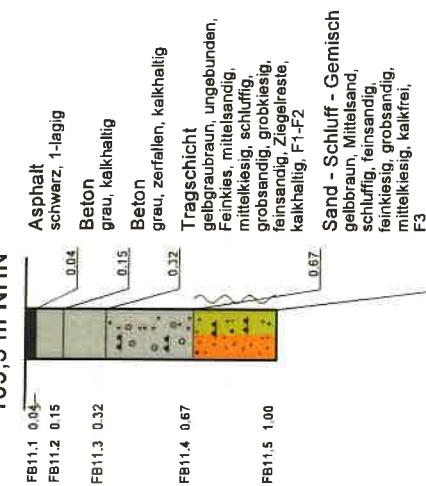 FB11.1 0,04
FB11.2 0.15
FB11.3 0.32
FB11.4 0,67
FB11.5 1,00
0.04
0.15
0.32
0.67
Asphalt
schwarz, 1-lagig
Beton
grau, kalkhaltig
Beton
grau, zerfallen, kalkhaltig
Tragschicht
gelbgraubraun, ungebunden,
Feinkies, mittelsandig,
mittelkiesig, schluffig,
grobsandig, grobkiesig,
feinsandig, Ziegelreste,
kalkhaltig, F1-F2
Sand - Schluff - Gemisch
gelbbraun, Mittelsand,
schluffig, feinsandig,
feinkiesig, grobsandig,
mittelkiesig, kalkfrei,
F3